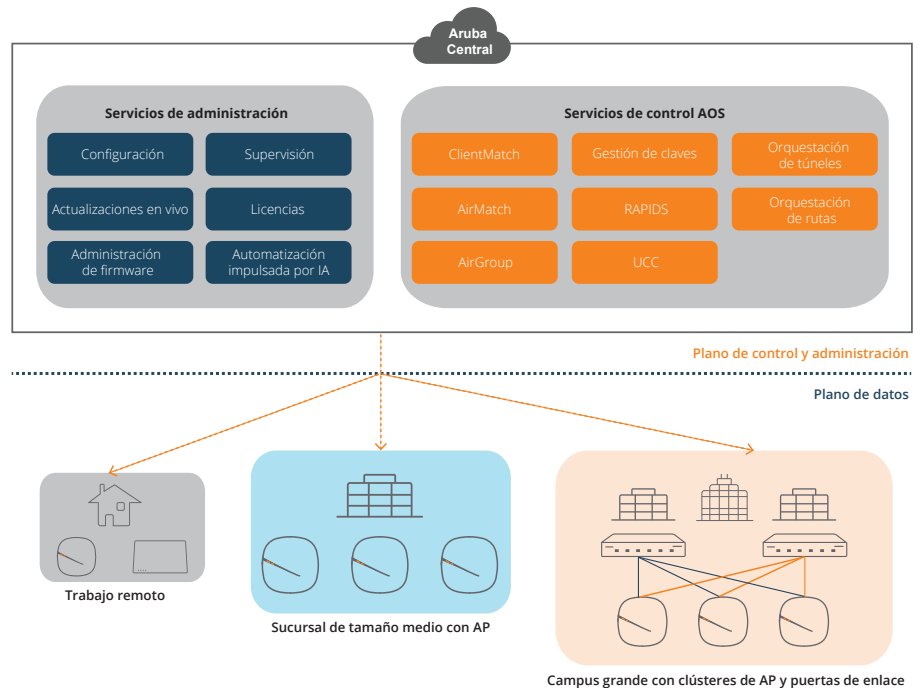 Aruba
Central
Servicios de administración
Configuración
Supervisión
Actualizaciones en vivo
Licencias
Administración
de firmware
Automatización
impulsada por IA
Servicios de control AOS
ClientMatch
Gestión de claves
Orquestación
de túneles
AirMatch
RAPIDS
Orquestación
de rutas
AirGroup
UCC
Plano de control y administración
Plano de datos
Trabajo remoto
Sucursal de tamaño medio con AP
Campus grande con clústeres de AP y puertas de enlace